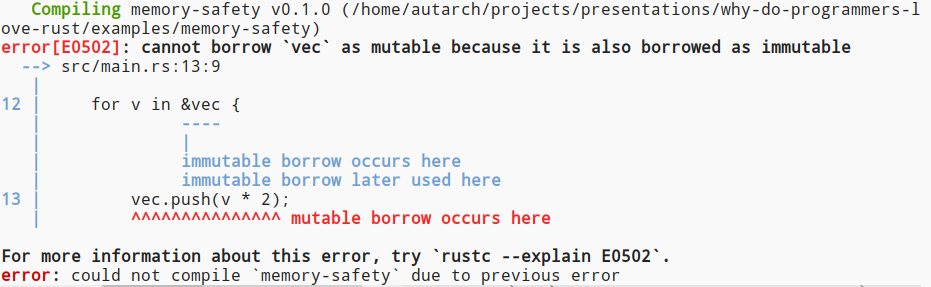 Compiling memory-safety v0.1.0 (/home/autarch/projects/presentations/why-do-programmers-l
ove-rust/examples/memory-safety)
error[E0502]: cannot borrow `vec` as mutable because it is also borrowed as immutable
  --> src/main.rs:13:9
   |
12 |     for v in &vec {
   |              ----
   |              |
   |              immutable borrow occurs here
   |              immutable borrow later used here
13 |         vec.push(v * 2);
   |         ^^^^^^^^^^^^^^^ mutable borrow occurs here

For more information about this error, try `rustc --explain E0502`.
error: could not compile `memory-safety` due to previous error